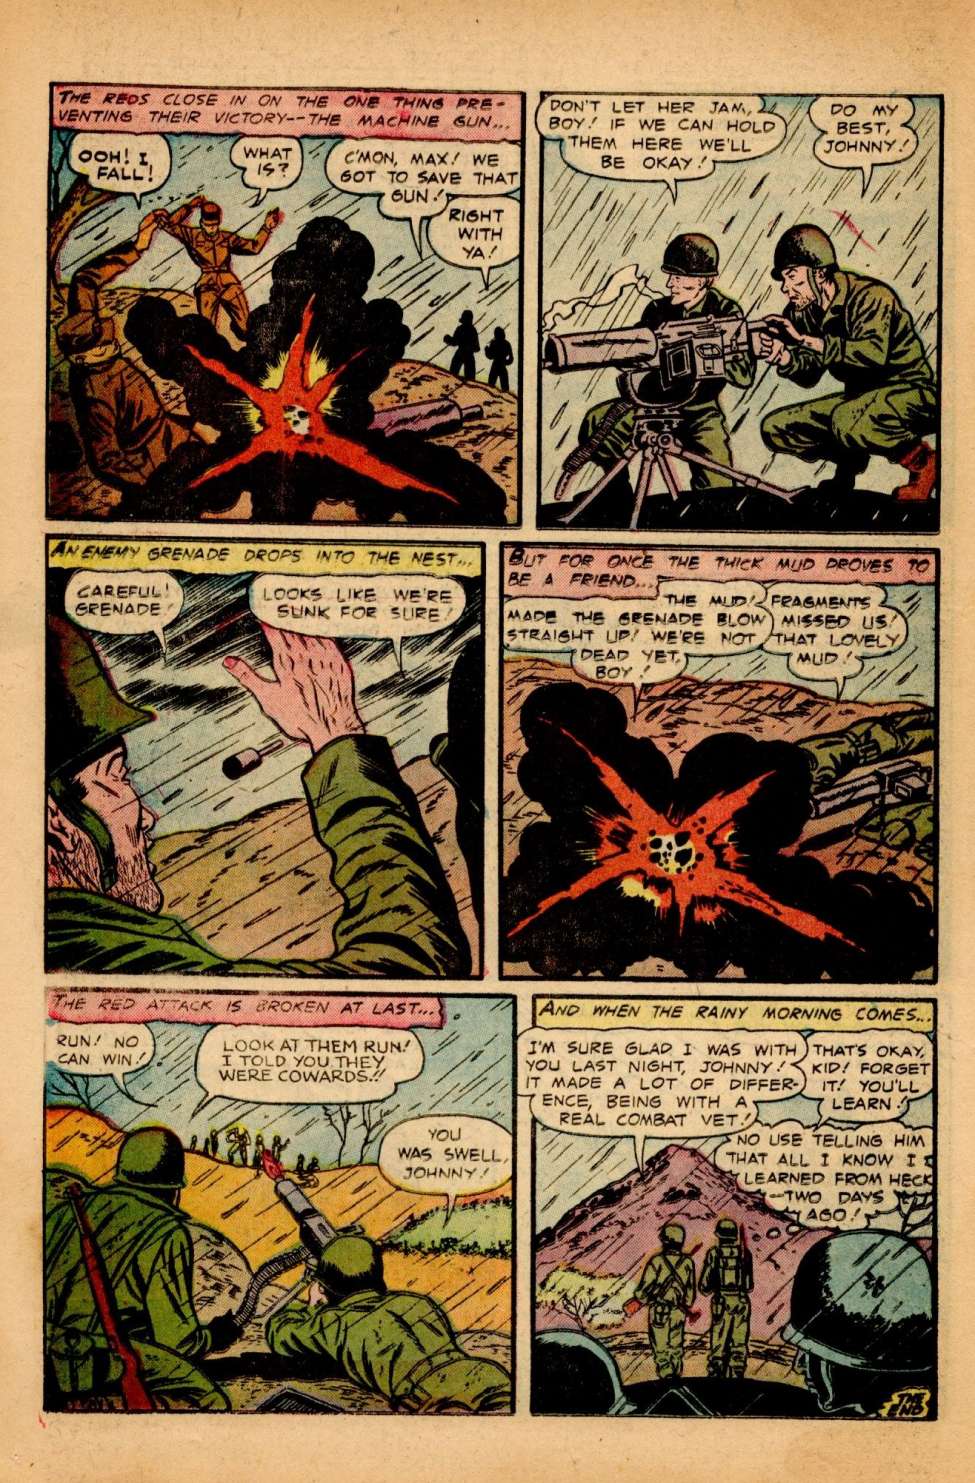 THE REDS CLOSE IN ON THE ONE THING PRE-
VENTING THEIR VICTORY--THE MACHINE GUN...
OOH! I
FALL!
WHAT
IS?
C'MON, MAX! WE
GOT TO SAVE THAT
GUN!
RIGHT
WITH
YA!
DON'T LET HER JAM,
BOY! IF WE CAN HOLD
THEM HERE WE'LL
BE OKAY!
DO MY
BEST,
JOHNNY!
AN ENEMY GRENADE DROPS INTO THE NEST...
CAREFUL!
GRENADE!
LOOKS LIKE WE'RE
SUNK FOR SURE!
BUT FOR ONCE THE THICK MUD PROVES TO
BE A FRIEND...
THE MUD!
MADE THE GRENADE BLOW
STRAIGHT UP! WE'RE NOT
DEAD YET,
BOY!
FRAGMENTS
MISSED US!
THAT LOVELY
MUD!
THE RED ATTACK IS BROKEN AT LAST...
RUN! NO
CAN WIN!
LOOK AT THEM RUN!
I TOLD YOU THEY
WERE COWARDS!!
YOU
WAS SWELL,
JOHNNY!
AND WHEN THE RAINY MORNING COMES...
I'M SURE GLAD I WAS WITH
YOU LAST NIGHT, JOHNNY!
IT MADE A LOT OF DIFFER-
ENCE, BEING WITH A
REAL COMBAT VET!
THAT'S OKAY,
KID! FORGET
IT! YOU'LL
LEARN!
NO USE TELLING HIM
THAT ALL I KNOW I
LEARNED FROM HECK
--TWO DAYS
AGO!
THE
END